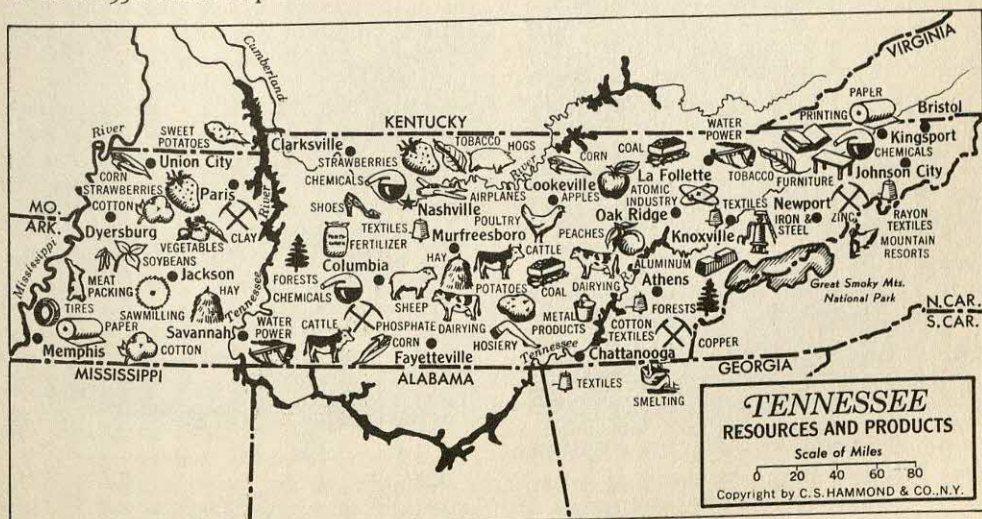 VIRGINIA
Cumberland
PAPER
PRINTING
Bristol
River
SWEET
POTATOES
Clarksville
KENTUCKY
TOBACCO
HOGS
River
CORN
COAL
WATER
POWER
Kingsport
CHEMICALS
Union City
CORN
STRAWBERRIES
STRAWBERRIES
Cookeville
APPLES
La Follette
TOBACCO
FURNITURE
Johnson City
Paris
COTTON
CHEMICALS
AIRPLANES
ATOMIC
INDUSTRY
Newport
MO.
ARK.
Dyersburg
River
SHOES
Nashville
POULTRY
Oak Ridge
TEXTILES
ZINC
VEGETABLES
CLAY
TEXTILES
FERTILIZER
Murfreesboro
PEACHES
Knoxville
IRON &
STEEL
RAYON
TEXTILES
SOYBEANS
MOUNTAIN
RESORTS
Mississippi
MEAT
PACKING
Jackson
FORESTS
Columbia
HAY
CATTLE
ALUMINUM
HAY
CHEMICALS
SHEEP
POTATOES
COAL
DAIRYING
R.
Athens
Great Smoky Mts.
National Park
TIRES
SAWMILLING
Tennessee
DAIRYING
METAL
PRODUCTS
FORESTS
N.CAR.
S.CAR.
PAPER
Savannah
WATER
POWER
CATTLE
PHOSPHATE
COTTON
TEXTILES
Memphis
COTTON
CORN
Fayetteville
HOSIERY
Tennessee
Chattanooga
COPPER
MISSISSIPPI
ALABAMA
GEORGIA
TEXTILES
SMELTING
TENNESSEE
RESOURCES AND PRODUCTS
Scale of Miles
0 20 40 60 80
Copyright by C.S. HAMMOND & CO., N.Y.